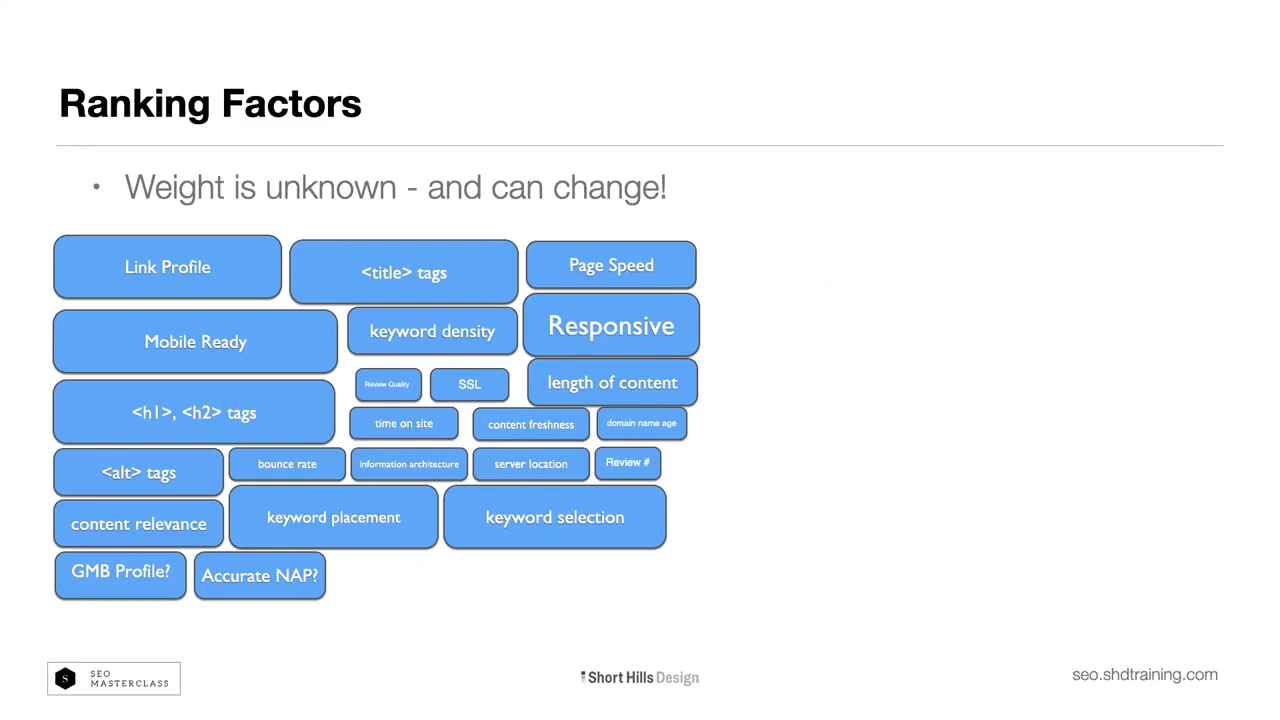 Ranking Factors
• Weight is unknown - and can change!
Link Profile
<title> tags
Page Speed
Mobile Ready
keyword density
Responsive
Review Quality
SSL
length of content
<h1>, <h2> tags
time on site
content freshness
domain name age
<alt> tags
bounce rate
information architecture
server location
Review #
content relevance
keyword placement
keyword selection
GMB Profile?
Accurate NAP?
S
SEO
MASTERCLASS
Short Hills Design
seo.shdtraining.com